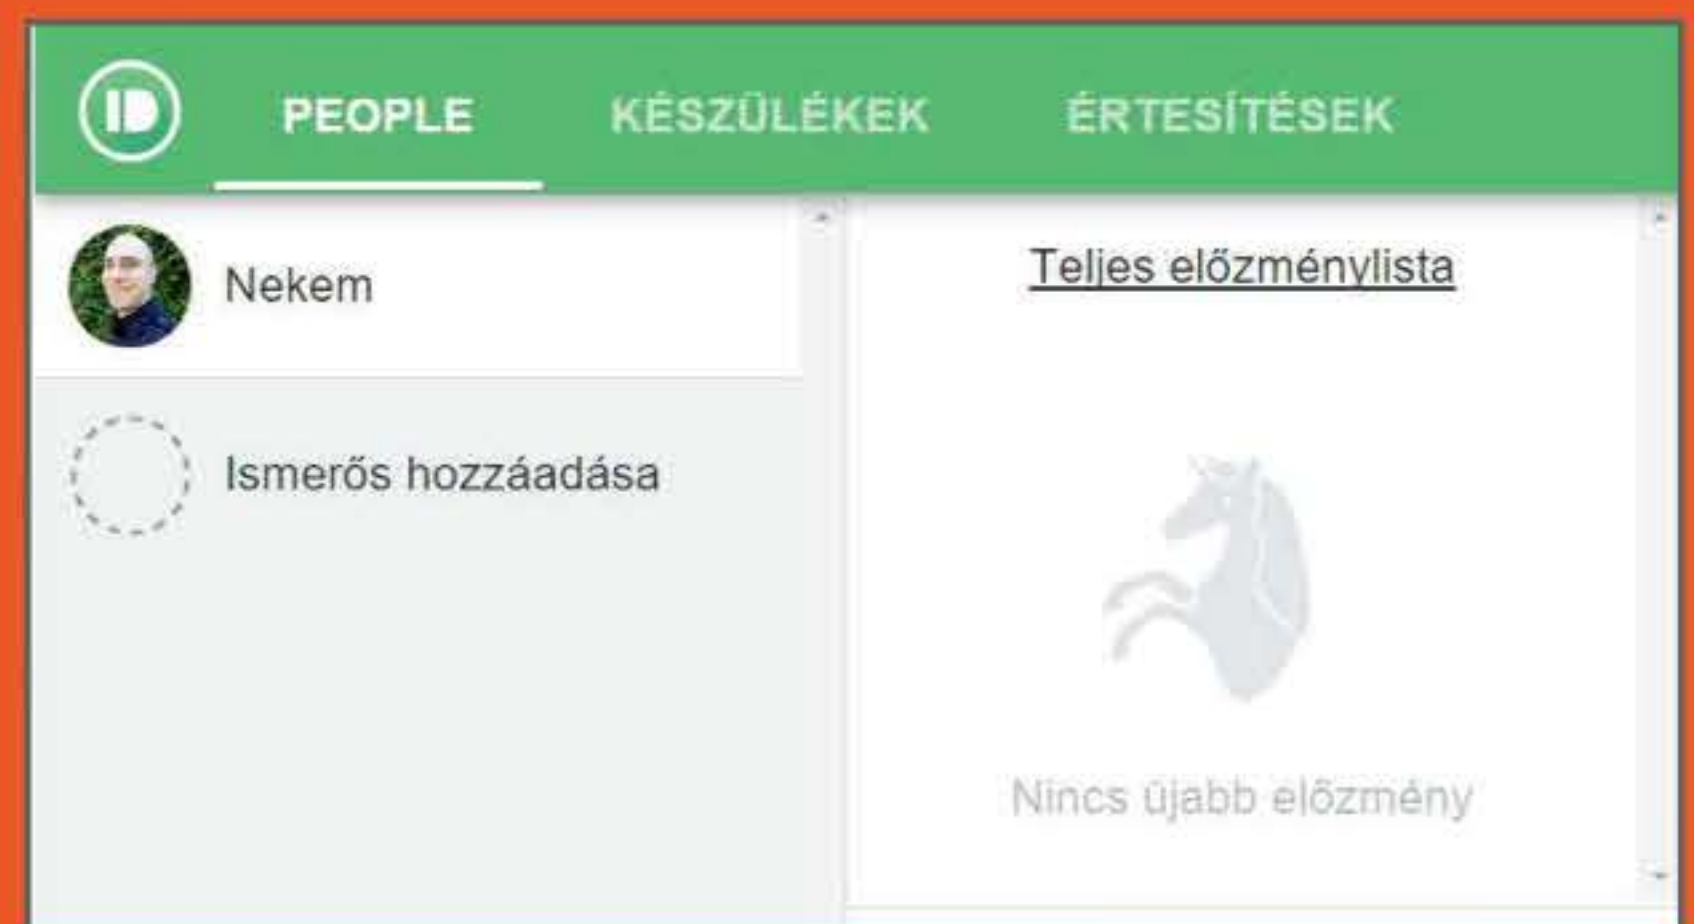 PEOPLE KÉSZÜLÉKEK ÉRTESÍTÉSEK
Nekem
Ismerős hozzáadása
Teljes előzménylista
Nincs újabb előzmény